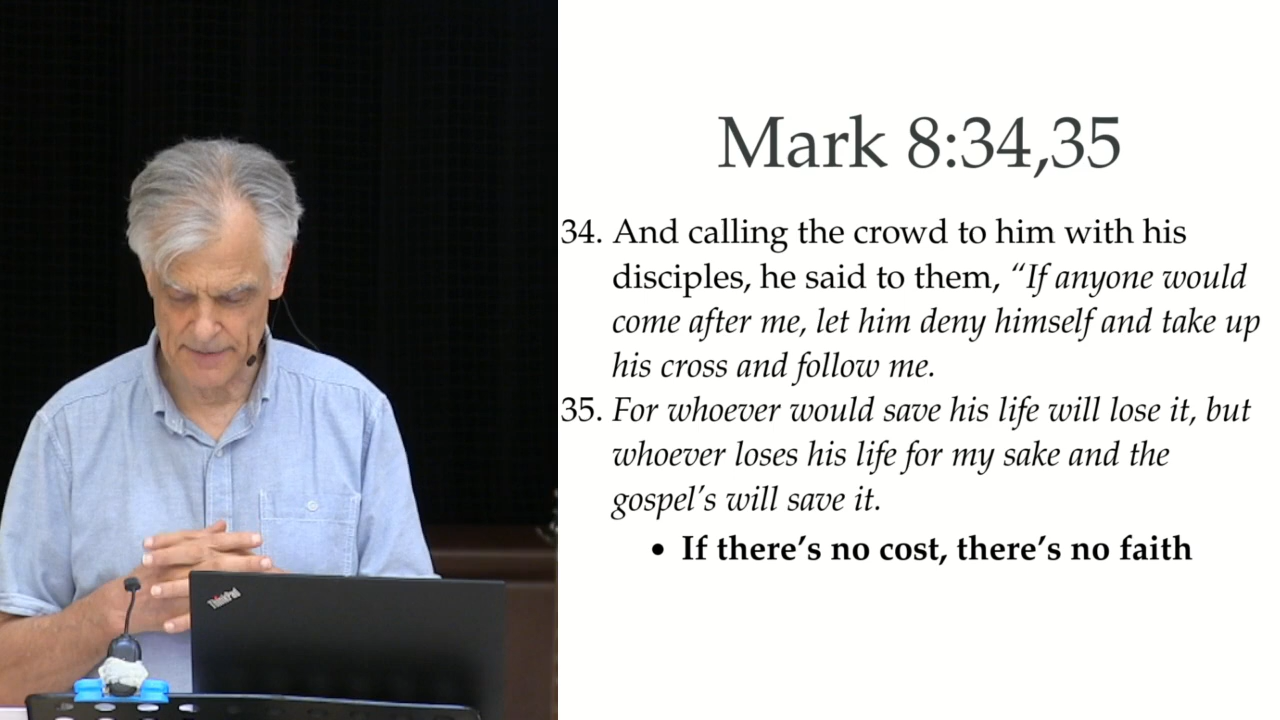 Mark 8:34,35
34. And calling the crowd to him with his
disciples, he said to them, “If anyone would
come after me, let him deny himself and take up
his cross and follow me.
35. For whoever would save his life will lose it, but
whoever loses his life for my sake and the
gospel’s will save it.
• If there’s no cost, there’s no faith
ThinkPad